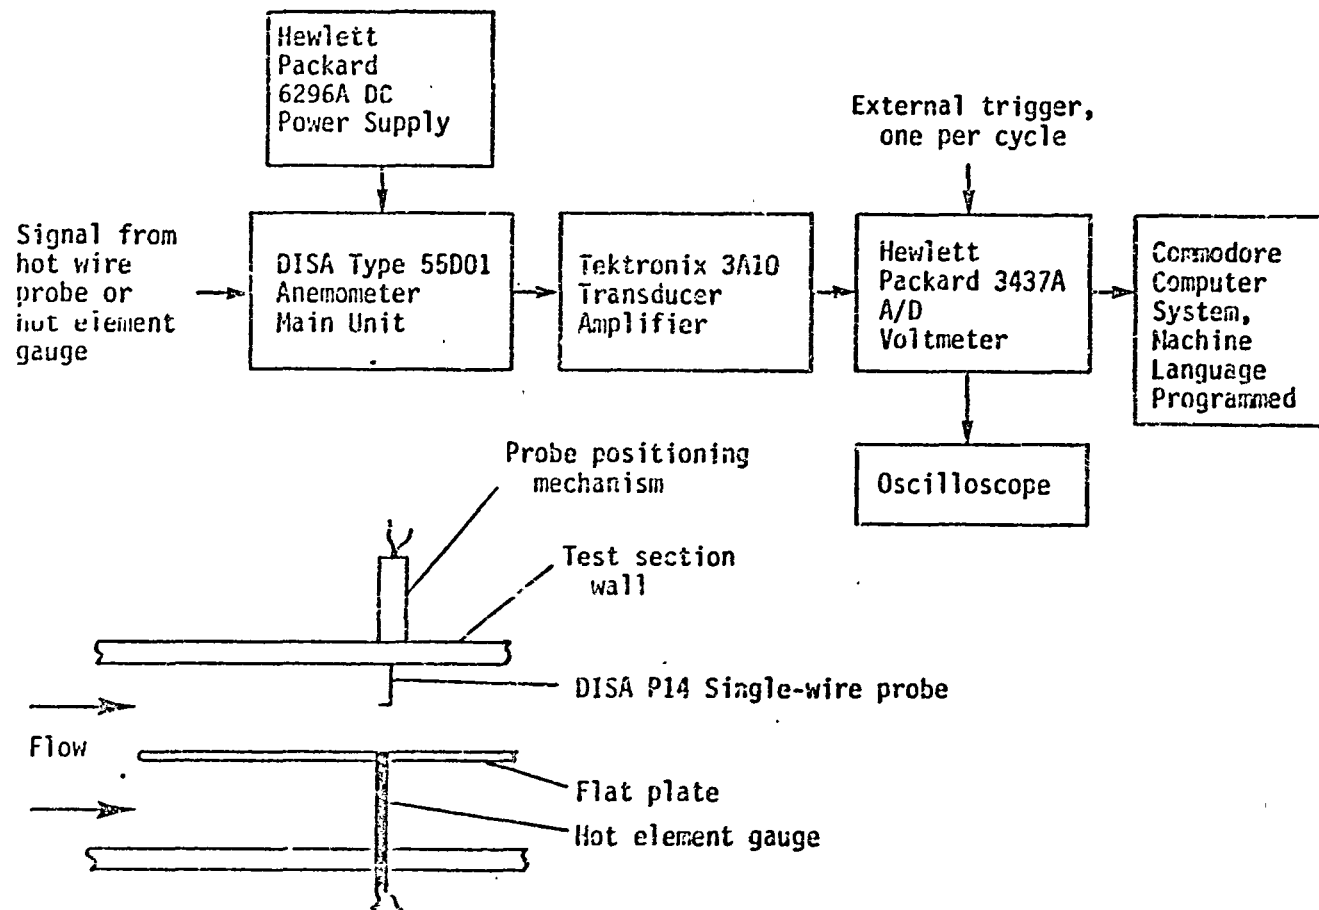 Hewlett
Packard
6296A DC
Power Supply
External trigger,
one per cycle
Signal from
hot wire
probe or
hot element
gauge
DISA Type 55D01
Anemometer
Main Unit
Tektronix 3A10
Transducer
Amplifier
Hewlett
Packard 3437A
A/D
Voltmeter
Commodore
Computer
System,
Machine
Language
Programmed
Oscilloscope
Probe positioning
mechanism
Test section
wall
DISA P14 Single-wire probe
Flow
Flat plate
Hot element gauge